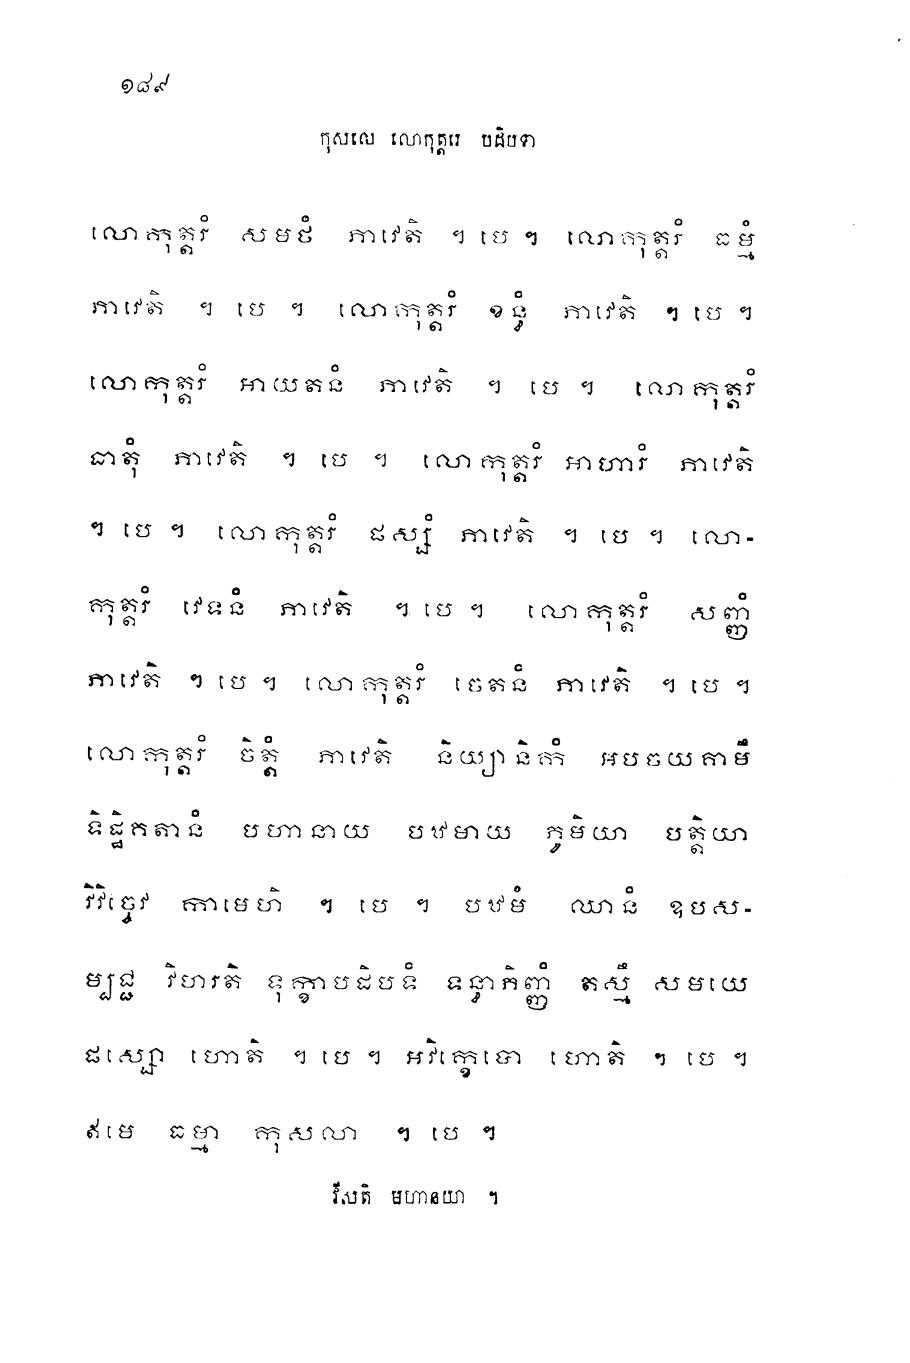 ១៨៩
កុសលេ លោកុត្តរេ បដិបទា
លោកុត្តរំ សមថំ ភាវេតិ ។ បេ ។ លោកុត្តរំ ធម្មំ
ភាវេតិ ។ បេ ។ លោកុត្តរំ ខន្ធំ ភាវេតិ ។ បេ ។
លោកុត្តរំ អាយតនំ ភាវេតិ ។ បេ ។ លោកុត្តរំ
ធាតុំ ភាវេតិ ។ បេ ។ លោកុត្តរំ អាហារំ ភាវេតិ
។ បេ ។ លោកុត្តរំ ផស្សំ ភាវេតិ ។ បេ ។ លោ-
កុត្តរំ វេទនំ ភាវេតិ ។ បេ ។ លោកុត្តរំ សញ្ញំ
ភាវេតិ ។ បេ ។ លោកុត្តរំ ចេតនំ ភាវេតិ ។ បេ ។
លោកុត្តរំ ចិត្តំ ភាវេតិ និយ្យានិកំ អបចយគាមឹ
ទិដ្ឋិគតានំ បហានាយ បឋមាយ ភូមិយា បត្តិយា
វិវិច្ចេវ កាមេហិ ។ បេ ។ បឋមំ ឈានំ ឧបស-
ម្បជ្ជ វិហរតិ ទុក្ខាបដិបទំ ទន្ធាភិញ្ញំ តស្មឹ សមយេ
ផស្សោ ហោតិ ។ បេ ។ អវិក្ខេបោ ហោតិ ។ បេ ។
ឥមេ ធម្មា កុសលា ។ បេ ។
វីសតិ មហានយា ។